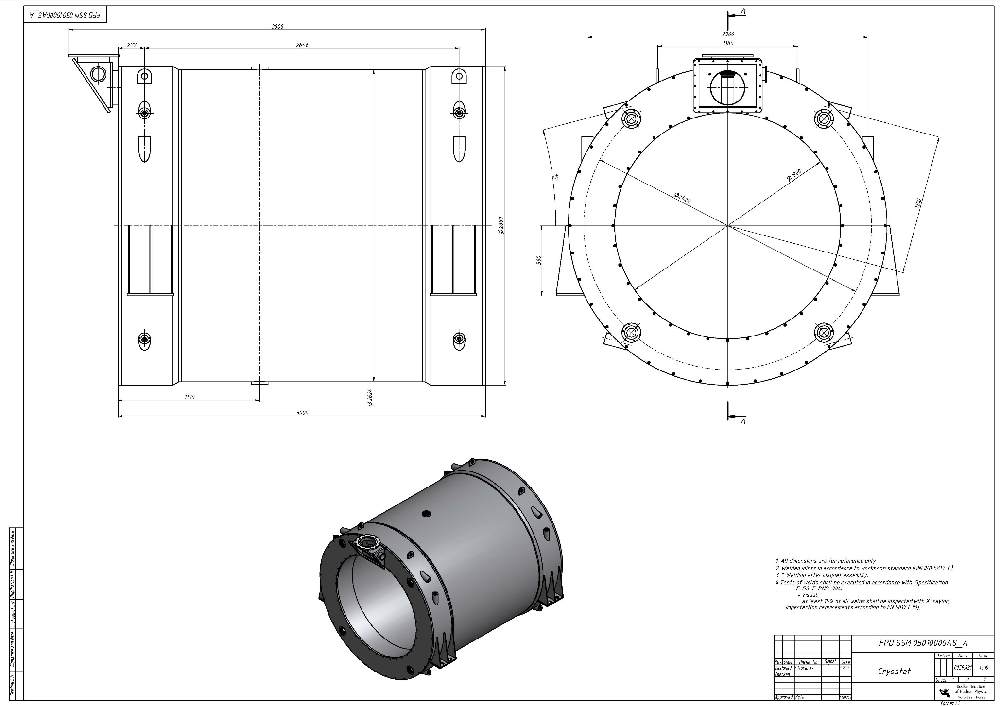 FPD SSM 05010000AS_A
3508
222
2646
1190
3090
Ø2624
Ø2680
A
2360
1180
15°
Ø2420
Ø1900
1180
590
A
1. All dimensions are for reference only.
2. Welded joints in accordance to workshop standard (DIN ISO 5817-C).
3. * Welding after magnet assembly.
4. Tests of welds shall be executed in accordance with Specification
F-DS-E-PND-004:
- visual;
- at least 15% of all welds shall be inspected with X-raying,
imperfection requirements according to EN 5817 C (B);
Signature and date
Duplication I. N
instead of I. N
Signature and date
Original I. N
FPD SSM 05010000AS_A
Letter Mass Scale
8059,021 1:10
Rev Sheet Docum No Signat. Date
Designed Pivovarov
Checked
Cryostat
Sheet 1 of 2
Budker Institute
of Nuclear Physics
Novosibirsk, Russia
Approved Pyta
Format A1